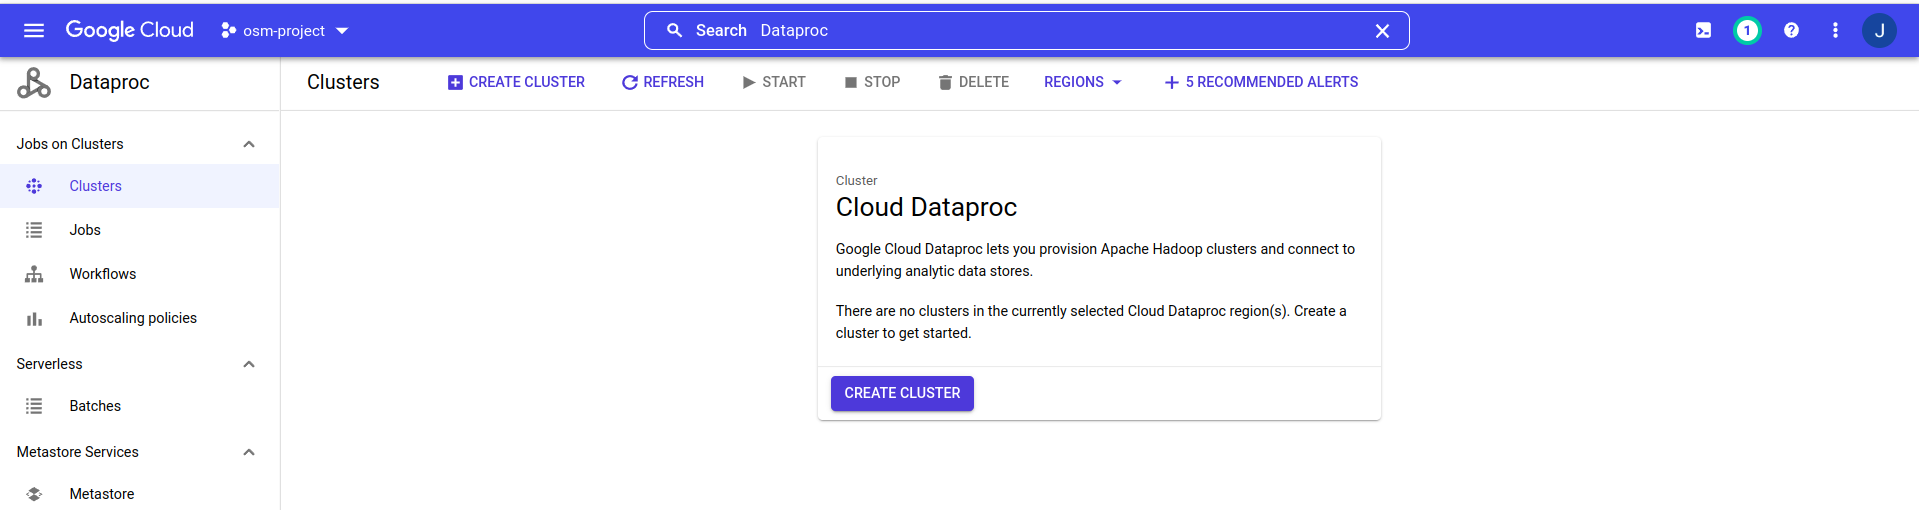 Google Cloud
osm-project
Search Dataproc
1
J
Dataproc
Clusters
CREATE CLUSTER
REFRESH
START
STOP
DELETE
REGIONS
5 RECOMMENDED ALERTS
Jobs on Clusters
Clusters
Jobs
Workflows
Autoscaling policies
Serverless
Batches
Metastore Services
Metastore
Cluster
Cloud Dataproc
Google Cloud Dataproc lets you provision Apache Hadoop clusters and connect to
underlying analytic data stores.
There are no clusters in the currently selected Cloud Dataproc region(s). Create a
cluster to get started.
CREATE CLUSTER